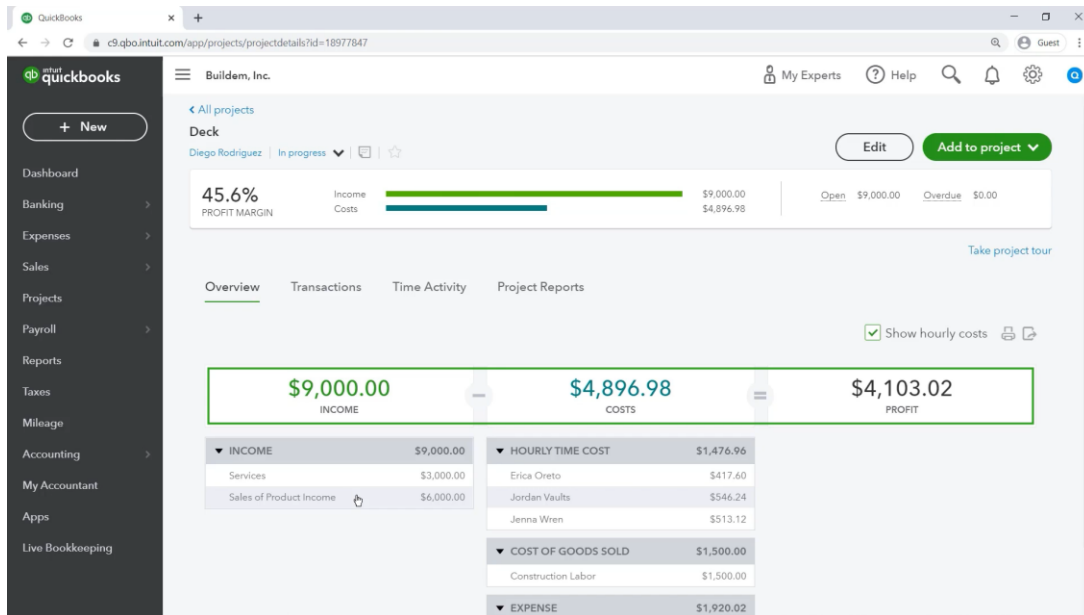 QuickBooks
c9.qbo.intuit.com/app/projects/projectdetails?id=18977847
Guest
qb intuit quickbooks
Buildem, Inc.
My Experts
? Help
+ New
Dashboard
Banking
Expenses
Sales
Projects
Payroll
Reports
Taxes
Mileage
Accounting
My Accountant
Apps
Live Bookkeeping
All projects
Deck
Diego Rodriguez | In progress
Edit
Add to project
45.6%
PROFIT MARGIN
Income $9,000.00
Costs $4,896.98
Open $9,000.00 Overdue $0.00
Take project tour
Overview Transactions Time Activity Project Reports
Show hourly costs
$9,000.00 − $4,896.98 = $4,103.02
INCOME COSTS PROFIT
INCOME $9,000.00
Services $3,000.00
Sales of Product Income $6,000.00
HOURLY TIME COST $1,476.96
Erica Oreto $417.60
Jordan Vaults $546.24
Jenna Wren $513.12
COST OF GOODS SOLD $1,500.00
Construction Labor $1,500.00
EXPENSE $1,920.02